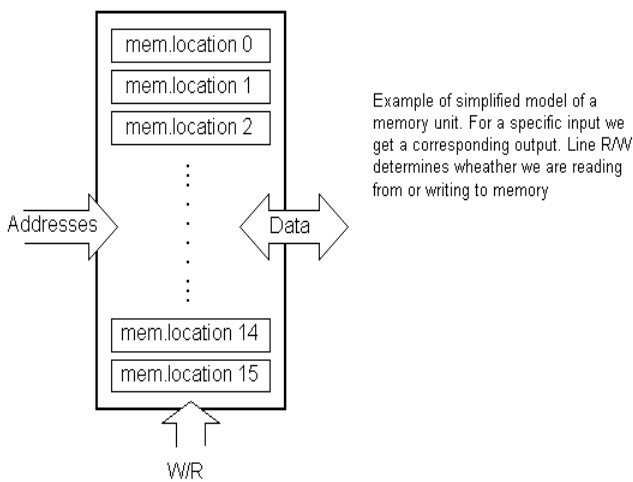 mem.location 0
mem.location 1
mem.location 2
Example of simplified model of a
memory unit. For a specific input we
get a corresponding output. Line R/W
determines wheather we are reading
from or writing to memory
Addresses
Data
mem.location 14
mem.location 15
W/R